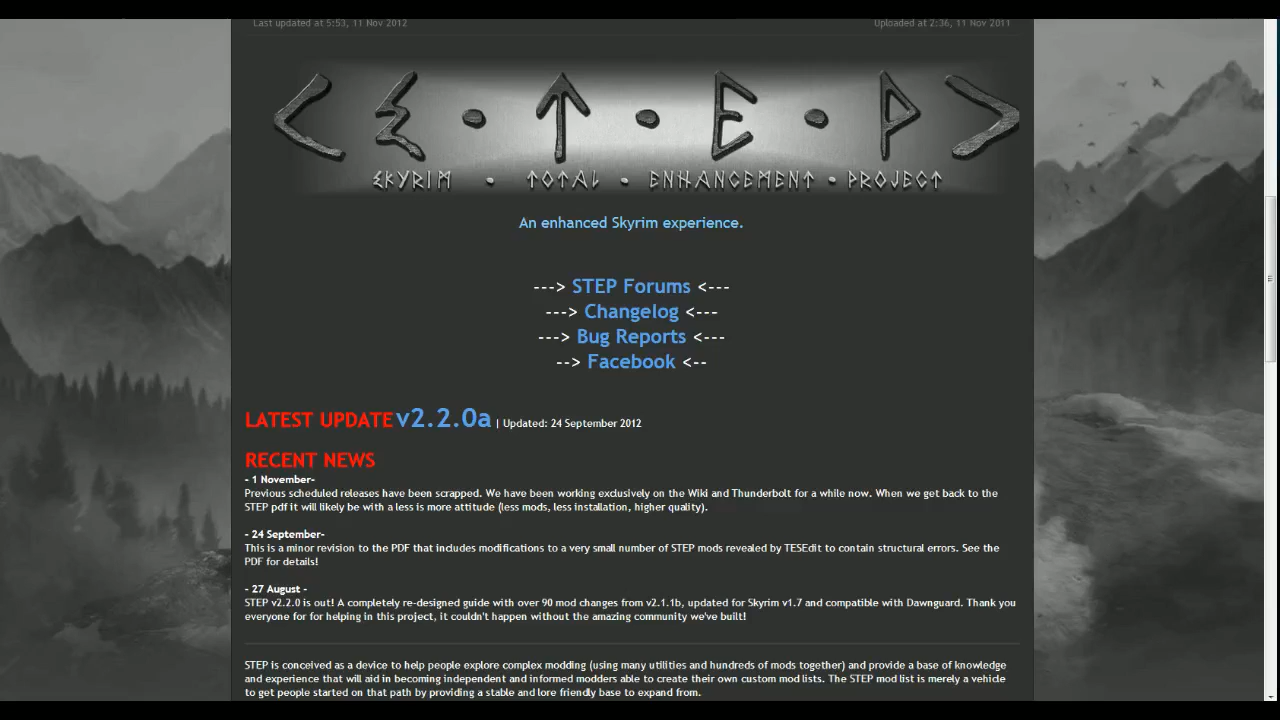 Last updated at 5:53, 11 Nov 2012
Uploaded at 2:36, 11 Nov 2011
< S • T • E • P >
SKYRIM • TOTAL • ENHANCEMENT • PROJECT
An enhanced Skyrim experience.
---> STEP Forums <---
---> Changelog <---
---> Bug Reports <---
--> Facebook <--
LATEST UPDATE v2.2.0a | Updated: 24 September 2012
RECENT NEWS
- 1 November-
Previous scheduled releases have been scrapped. We have been working exclusively on the Wiki and Thunderbolt for a while now. When we get back to the
STEP pdf it will likely be with a less is more attitude (less mods, less installation, higher quality).
- 24 September-
This is a minor revision to the PDF that includes modifications to a very small number of STEP mods revealed by TESEdit to contain structural errors. See the
PDF for details!
- 27 August -
STEP v2.2.0 is out! A completely re-designed guide with over 90 mod changes from v2.1.1b, updated for Skyrim v1.7 and compatible with Dawnguard. Thank you
everyone for for helping in this project, it couldn't happen without the amazing community we've built!
STEP is conceived as a device to help people explore complex modding (using many utilities and hundreds of mods together) and provide a base of knowledge
and experience that will aid in becoming independent and informed modders able to create their own custom mod lists. The STEP mod list is merely a vehicle
to get people started on that path by providing a stable and lore friendly base to expand from.